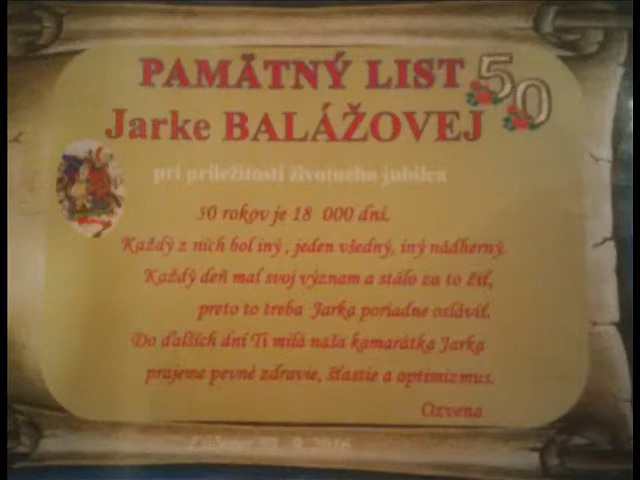 PAMÄTNÝ LIST
50
Jarke BALÁŽOVEJ
pri príležitosti životného jubilea
50 rokov je 18 000 dní.
Každý z nich bol iný , jeden všedný, iný nádherný.
Každý deň mal svoj význam a stálo za to žiť,
preto to treba Jarka poriadne osláviť.
Do ďalších dní Ti milá naša kamarátka Jarka
prajeme pevné zdravie, šťastie a optimizmus.
Ozvena
9. 2016